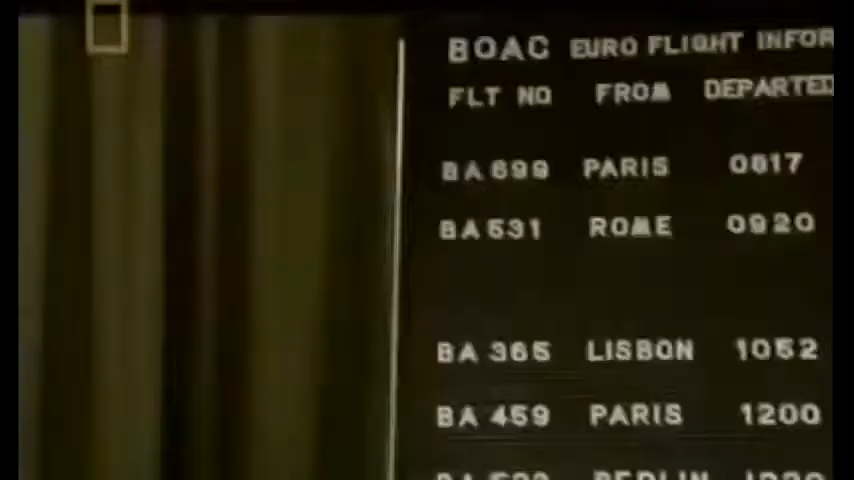 BOAC EURO FLIGHT INFOR
FLT NO FROM DEPARTED
BA 699 PARIS 0817
BA 531 ROME 0920
BA 365 LISBON 1052
BA 459 PARIS 1200
BERLIN